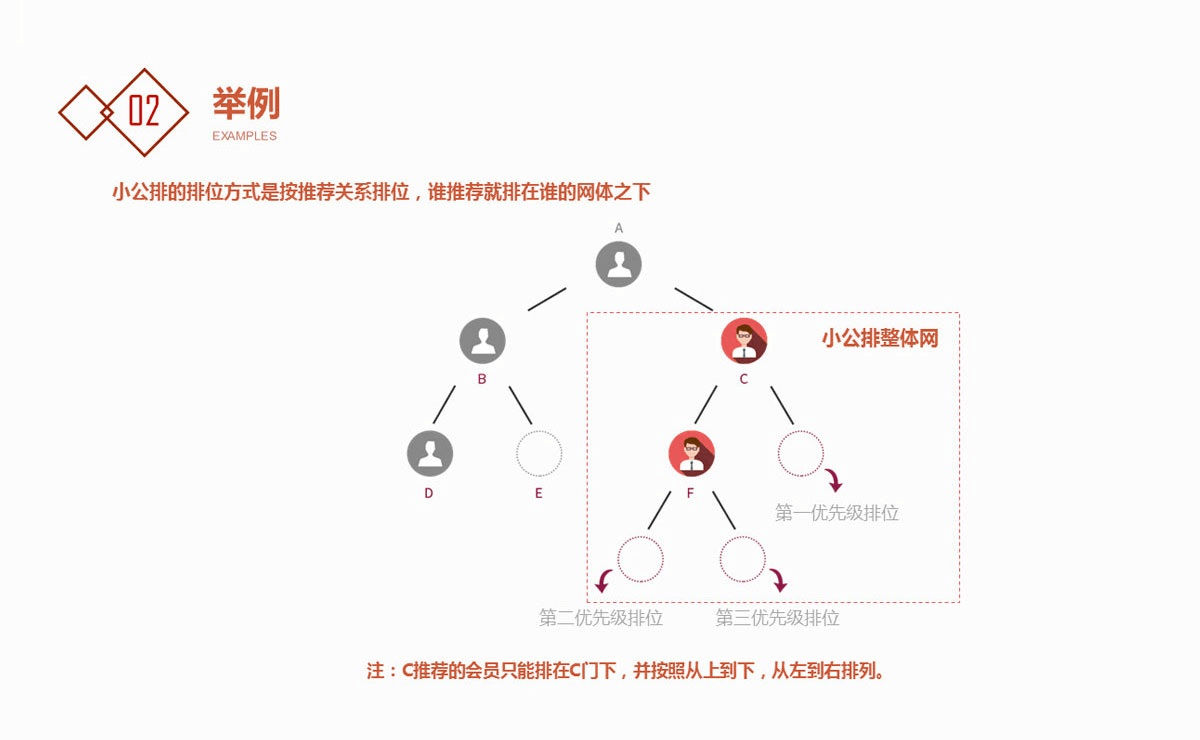 02
举例
EXAMPLES
小公排的排位方式是按推荐关系排位，谁推荐就排在谁的网体之下
A
小公排整体网
B
C
D
E
F
第一优先级排位
第二优先级排位
第三优先级排位
注：C推荐的会员只能排在C门下，并按照从上到下，从左到右排列。